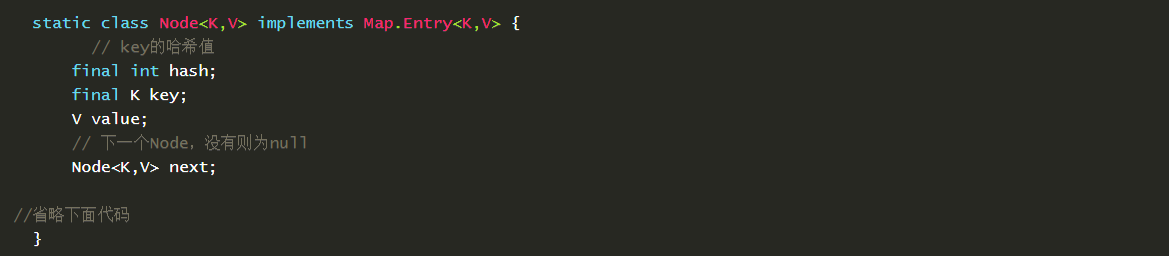 static class Node<K,V> implements Map.Entry<K,V> {
// key的哈希值
final int hash;
final K key;
V value;
// 下一个Node，没有则为null
Node<K,V> next;
//省略下面代码
}